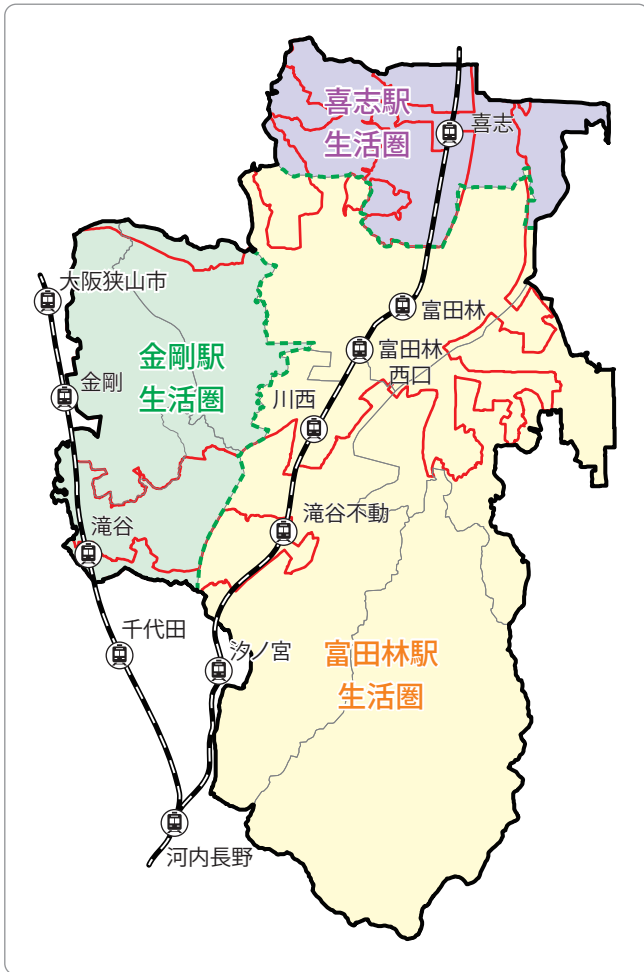 喜志駅
生活圏
喜志
大阪狭山市
富田林
金剛駅
生活圏
富田林
西口
金剛
川西
滝谷不動
滝谷
千代田
汐ノ宮
富田林駅
生活圏
河内長野